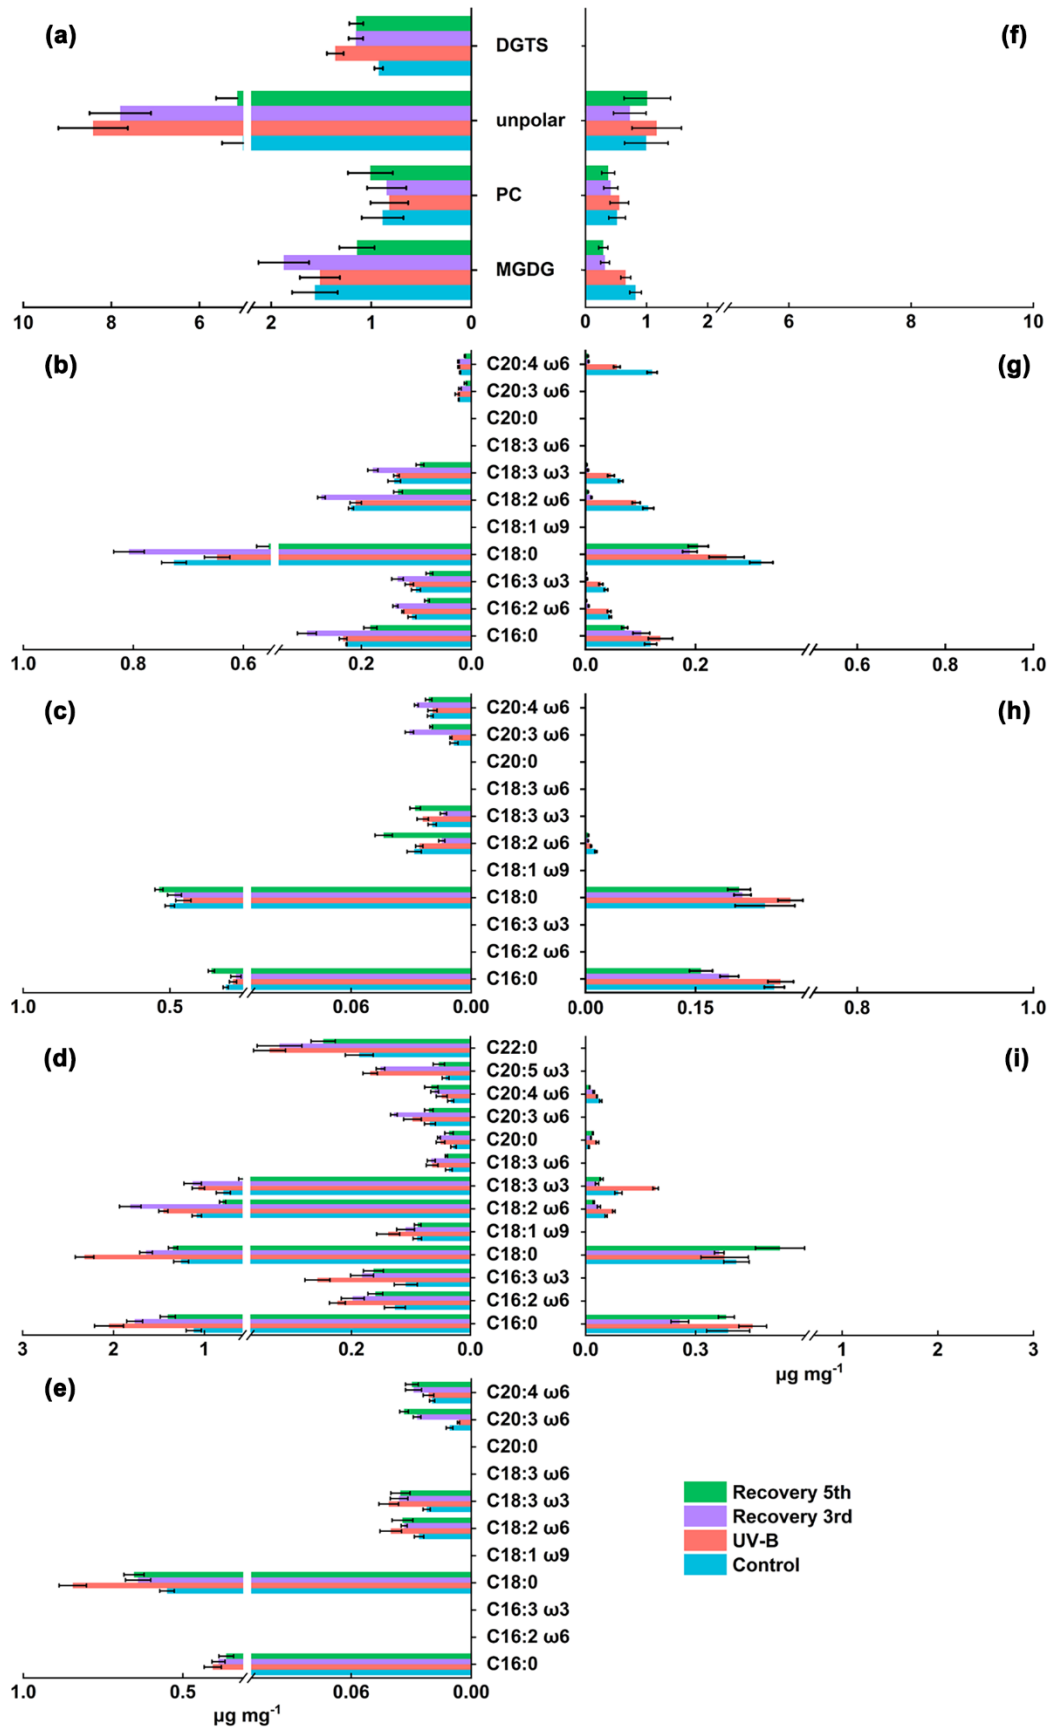 (a) DGTS (f)
unpolar
PC
MGDG
10 8 6 2 1 0 0 1 2 6 8 10
(b) C20:4 ω6 (g)
C20:3 ω6
C20:0
C18:3 ω6
C18:3 ω3
C18:2 ω6
C18:1 ω9
C18:0
C16:3 ω3
C16:2 ω6
C16:0
1.0 0.8 0.6 0.2 0.0 0.0 0.2 0.6 0.8 1.0
(c) C20:4 ω6 (h)
C20:3 ω6
C20:0
C18:3 ω6
C18:3 ω3
C18:2 ω6
C18:1 ω9
C18:0
C16:3 ω3
C16:2 ω6
C16:0
1.0 0.5 0.06 0.00 0.00 0.15 0.8 1.0
(d) C22:0 (i)
C20:5 ω3
C20:4 ω6
C20:3 ω6
C20:0
C18:3 ω6
C18:3 ω3
C18:2 ω6
C18:1 ω9
C18:0
C16:3 ω3
C16:2 ω6
C16:0
3 2 1 0.2 0.0 0.0 0.3 1 2 3
µg mg-1
(e) C20:4 ω6
C20:3 ω6
C20:0
C18:3 ω6
C18:3 ω3
C18:2 ω6
C18:1 ω9
C18:0
C16:3 ω3
C16:2 ω6
C16:0
1.0 0.5 0.06 0.00
µg mg-1
Recovery 5th
Recovery 3rd
UV-B
Control